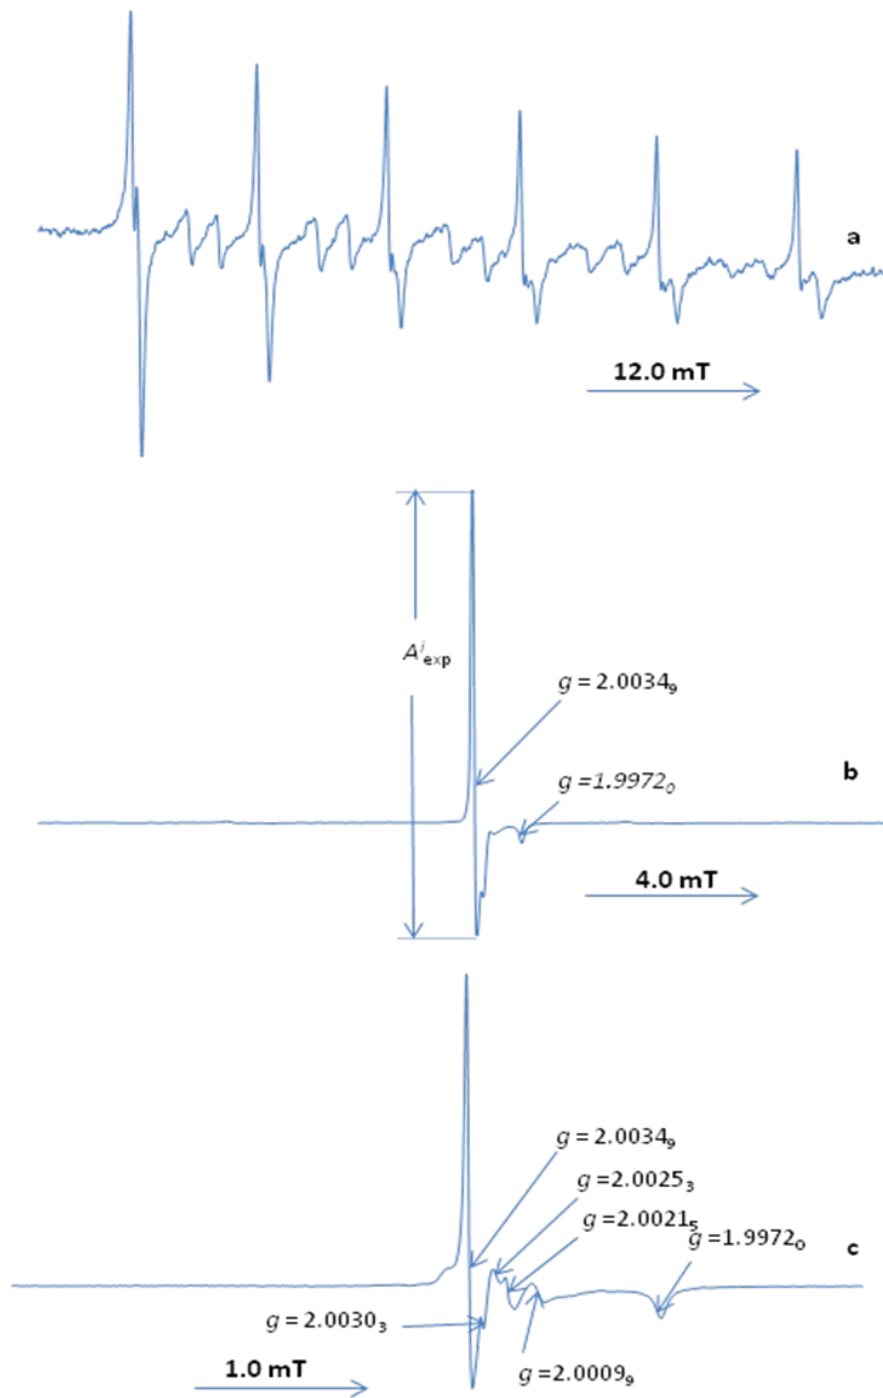 a
12.0 mT
Aⁱexp
g = 2.0034₉
b
g =1.9972₀
4.0 mT
g = 2.0034₉
g =2.0025₃
g =2.0021₅
g =1.9972₀
c
g = 2.0030₃
1.0 mT
g =2.0009₉